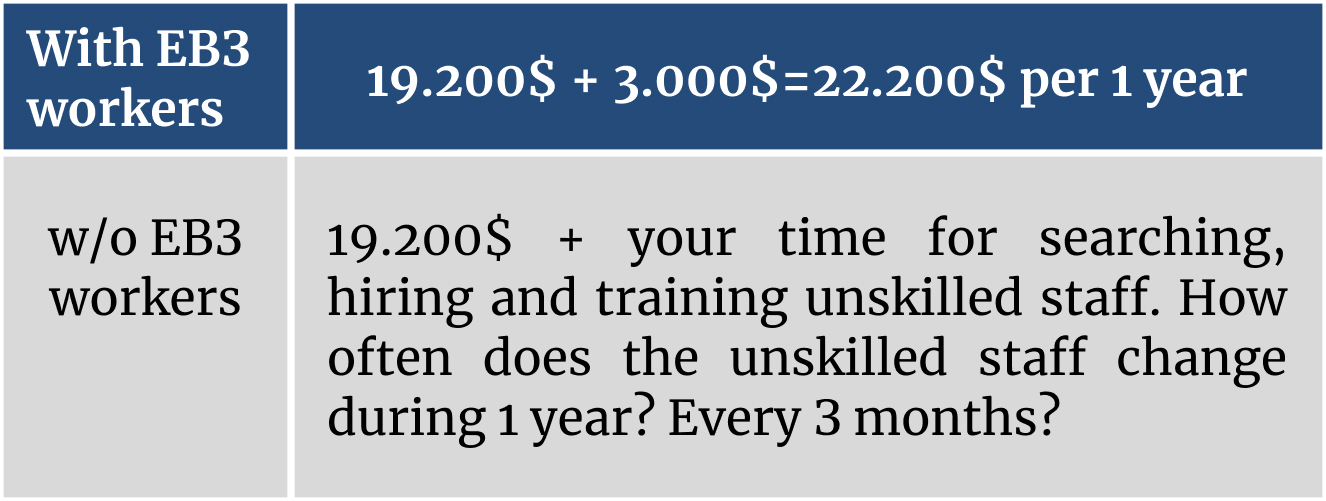 With EB3
workers
19.200$ + 3.000$=22.200$ per 1 year
w/o EB3
workers
19.200$ + your time for searching,
hiring and training unskilled staff. How
often does the unskilled staff change
during 1 year? Every 3 months?